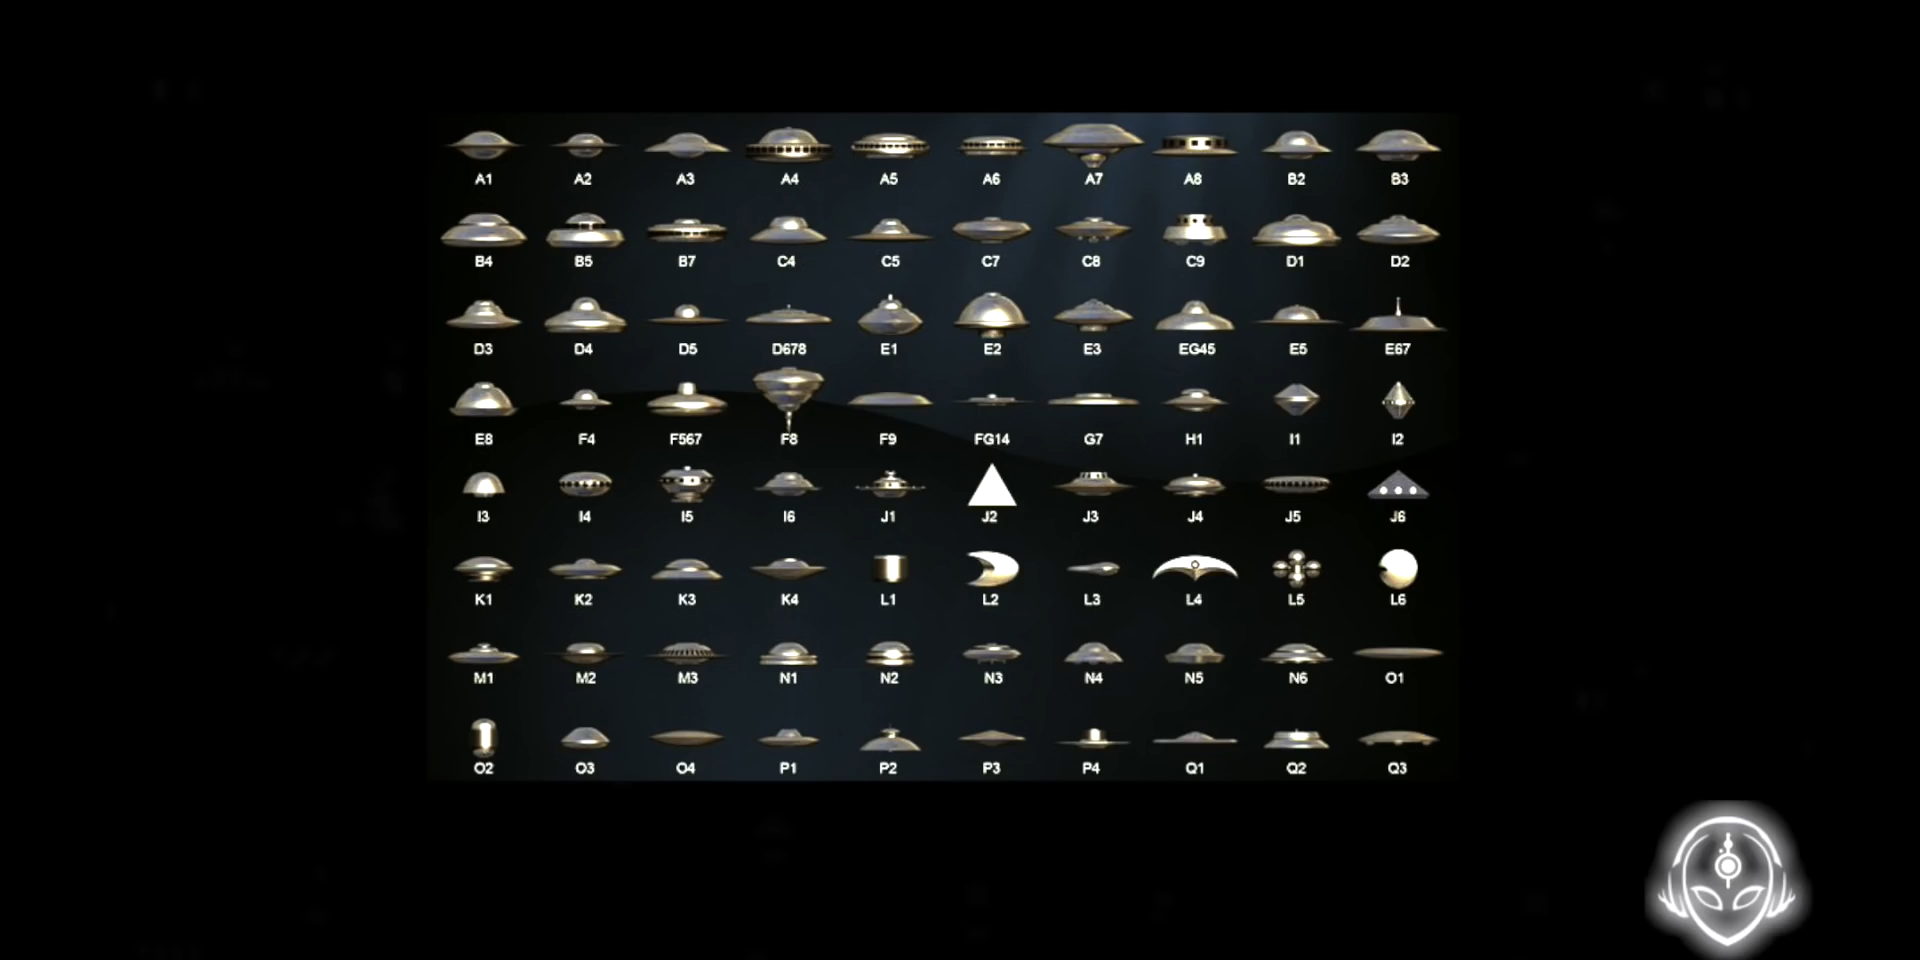 A1 A2 A3 A4 A5 A6 A7 A8 B2 B3
B4 B5 B7 C4 C5 C7 C8 C9 D1 D2
D3 D4 D5 D678 E1 E2 E3 EG45 E5 E67
E8 F4 F567 F8 F9 FG14 G7 H1 I1 I2
I3 I4 I5 I6 J1 J2 J3 J4 J5 J6
K1 K2 K3 K4 L1 L2 L3 L4 L5 L6
M1 M2 M3 N1 N2 N3 N4 N5 N6 O1
O2 O3 O4 P1 P2 P3 P4 Q1 Q2 Q3